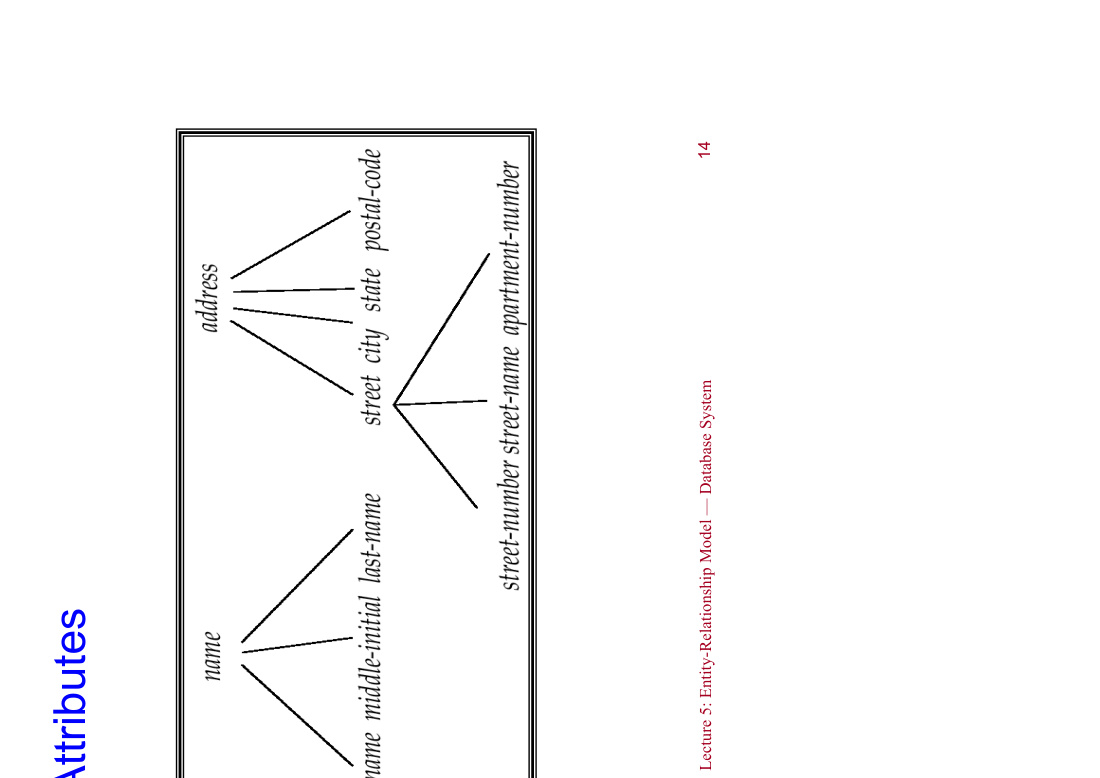 Attributes
name address
name middle-initial last-name street city state postal-code
street-number street-name apartment-number
Lecture 5: Entity-Relationship Model — Database System 14